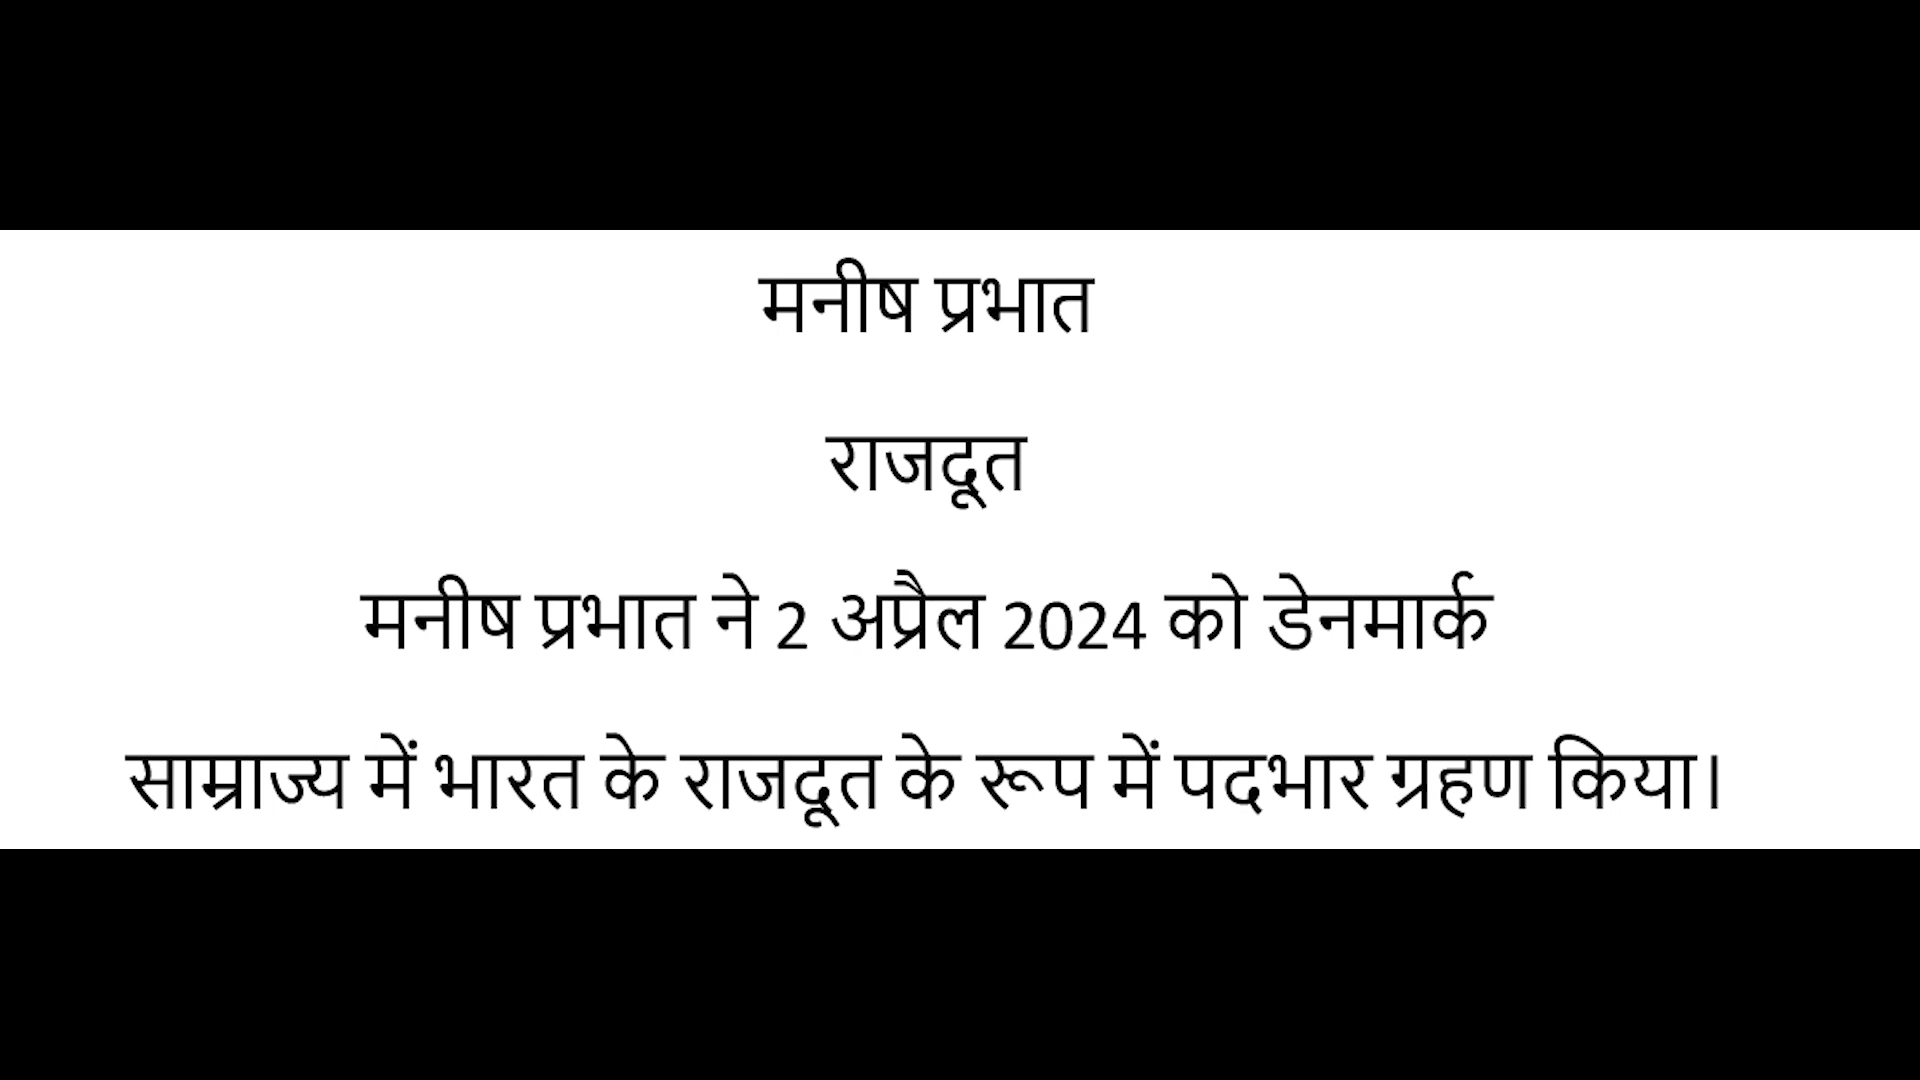 मनीष प्रभात
राजदूत
मनीष प्रभात ने 2 अप्रैल 2024 को डेनमार्क
साम्राज्य में भारत के राजदूत के रूप में पदभार ग्रहण किया।